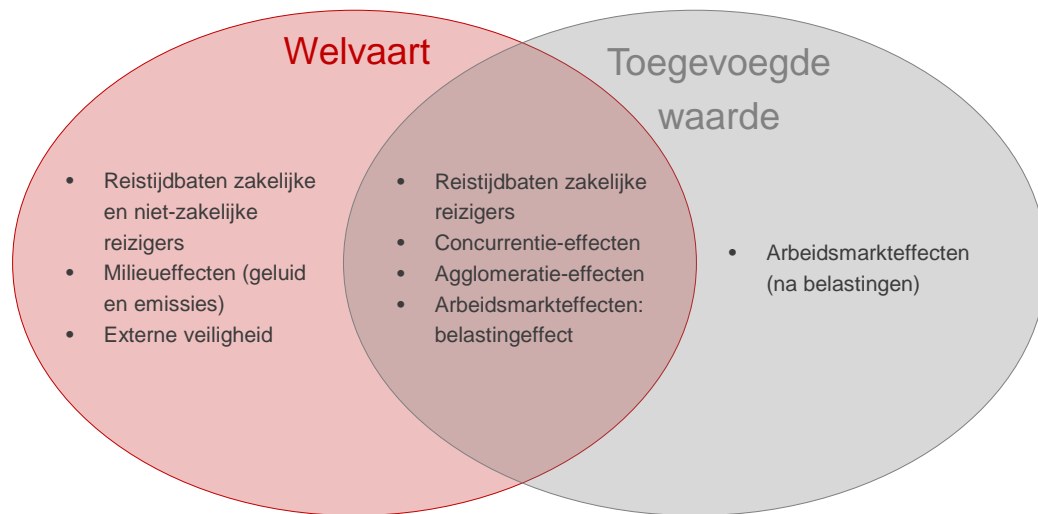 Welvaart
Toegevoegde
waarde
• Reistijdbaten zakelijke
en niet-zakelijke
reizigers
• Milieueffecten (geluid
en emissies)
• Externe veiligheid
• Reistijdbaten zakelijke
reizigers
• Concurrentie-effecten
• Agglomeratie-effecten
• Arbeidsmarkteffecten:
belastingeffect
• Arbeidsmarkteffecten
(na belastingen)